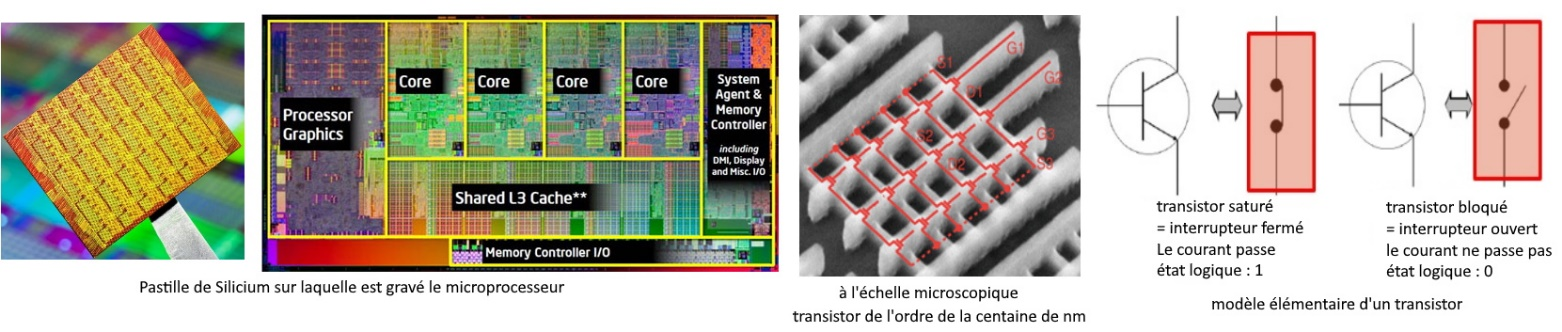 Processor
Graphics
Core
Core
Core
Core
System
Agent &
Memory
Controller
including
DMI, Display
and Misc. I/O
Shared L3 Cache**
Memory Controller I/O
Pastille de Silicium sur laquelle est gravé le microprocesseur
S1
G1
D1
G2
S2
D2
G3
S3
à l'échelle microscopique
transistor de l'ordre de la centaine de nm
transistor saturé
= interrupteur fermé
Le courant passe
état logique : 1
transistor bloqué
= interrupteur ouvert
le courant ne passe pas
état logique : 0
modèle élémentaire d'un transistor